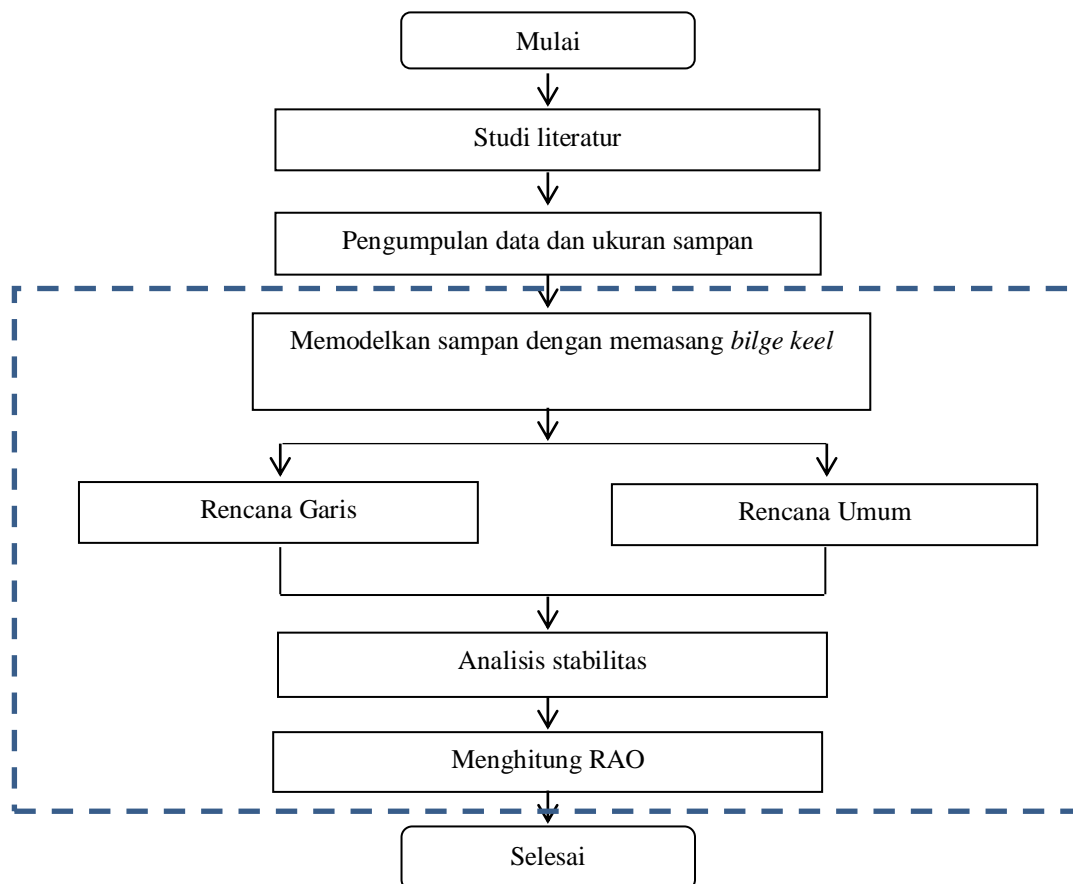 Mulai
Studi literatur
Pengumpulan data dan ukuran sampan
Memodelkan sampan dengan memasang bilge keel
Rencana Garis
Rencana Umum
Analisis stabilitas
Menghitung RAO
Selesai